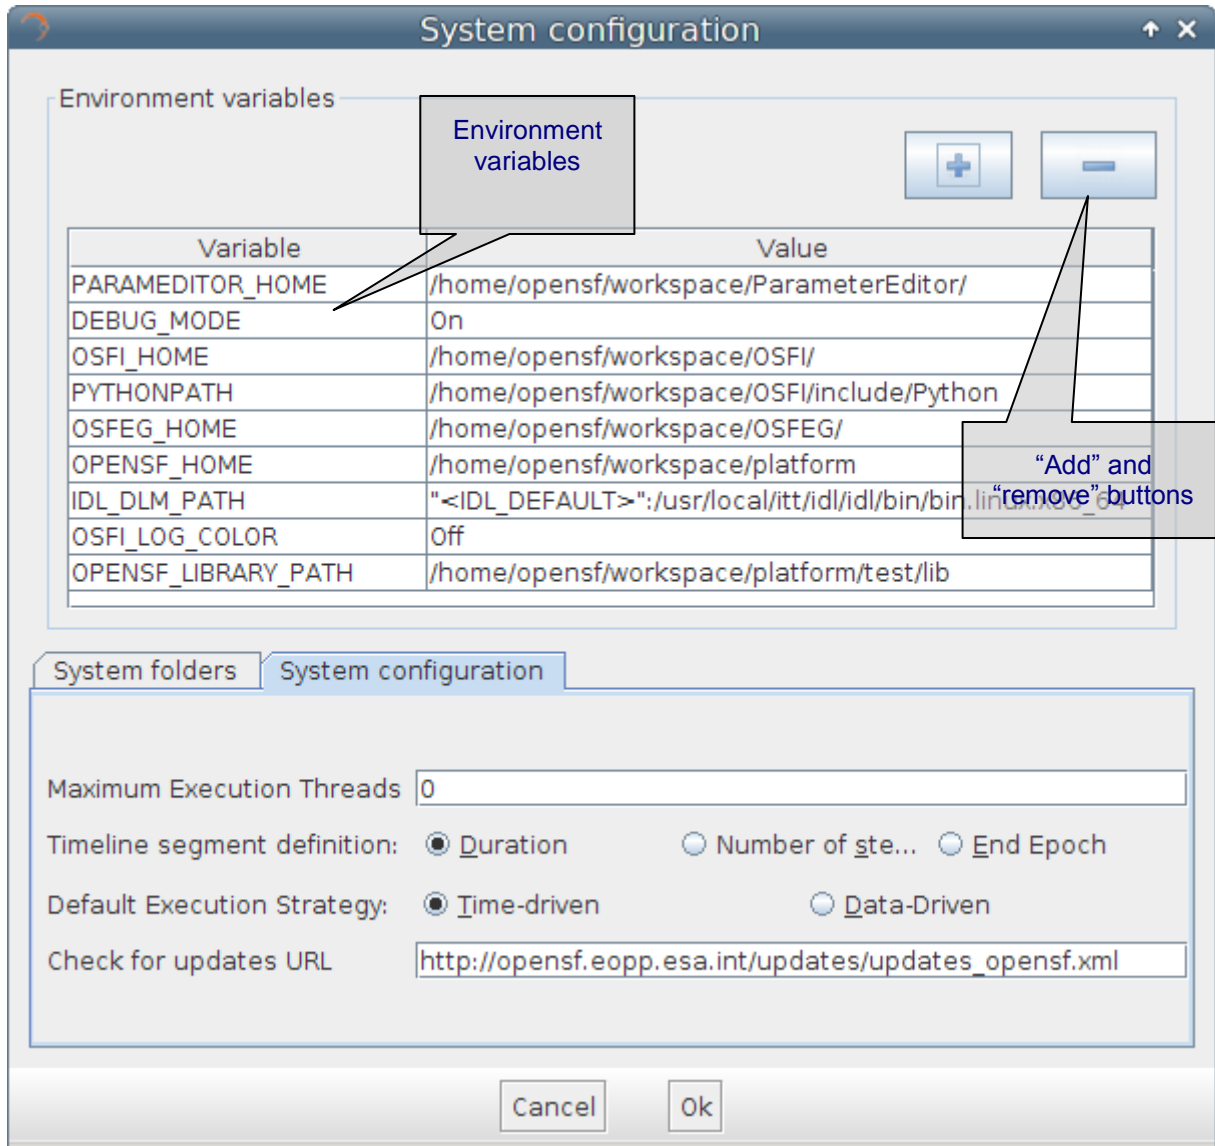 System configuration
Environment variables
Environment
variables
Variable Value
PARAMEDITOR_HOME /home/opensf/workspace/ParameterEditor/
DEBUG_MODE On
OSFI_HOME /home/opensf/workspace/OSFI/
PYTHONPATH /home/opensf/workspace/OSFI/include/Python
OSFEG_HOME /home/opensf/workspace/OSFEG/
OPENSF_HOME /home/opensf/workspace/platform
“Add” and
“remove” buttons
IDL_DLM_PATH "<IDL_DEFAULT>":/usr/local/itt/idl/idl/bin/bin.linux.x86_64
OSFI_LOG_COLOR Off
OPENSF_LIBRARY_PATH /home/opensf/workspace/platform/test/lib
System folders System configuration
Maximum Execution Threads 0
Timeline segment definition: Duration Number of ste... End Epoch
Default Execution Strategy: Time-driven Data-Driven
Check for updates URL http://opensf.eopp.esa.int/updates/updates_opensf.xml
Cancel Ok